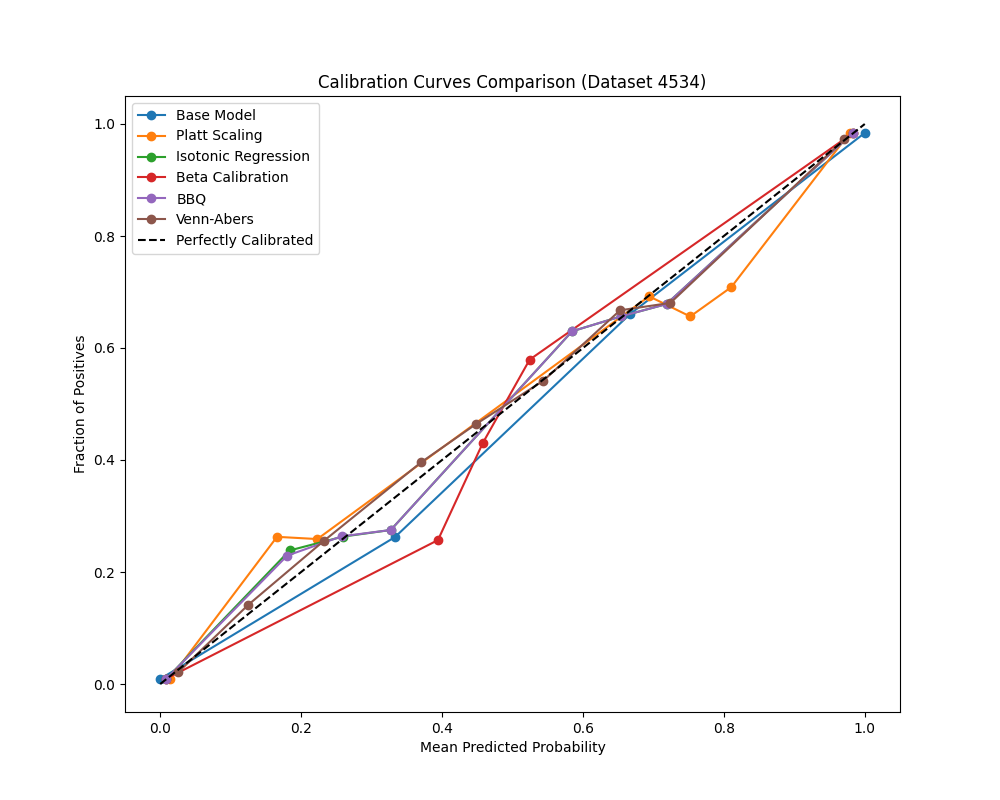 Calibration Curves Comparison (Dataset 4534)
Base Model
Platt Scaling
Isotonic Regression
Beta Calibration
BBQ
Venn-Abers
Perfectly Calibrated
1.0
0.8
0.6
0.4
0.2
0.0
Fraction of Positives
0.0 0.2 0.4 0.6 0.8 1.0
Mean Predicted Probability